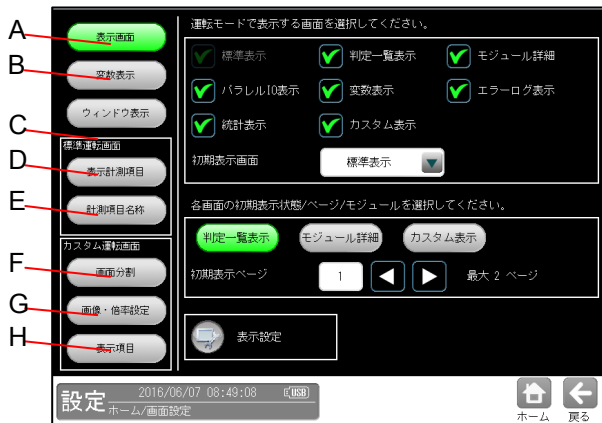 A
B
C
D
E
F
G
H
表示画面
変数表示
ウィンドウ表示
標準運転画面
表示計測項目
計測項目名称
カスタム運転画面
画面分割
画像・倍率設定
表示項目
運転モードで表示する画面を選択してください。
標準表示 判定一覧表示 モジュール詳細
パラレルIO表示 変数表示 エラーログ表示
統計表示 カスタム表示
初期表示画面 標準表示
各画面の初期表示状態/ページ/モジュールを選択してください。
判定一覧表示 モジュール詳細 カスタム表示
初期表示ページ 1 最大 2 ページ
表示設定
設定 2016/06/07 08:49:08 USB
ホーム/画面設定
ホーム 戻る